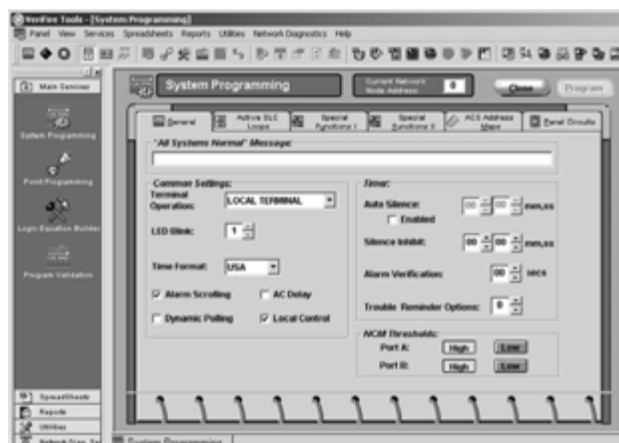 VeriFire Tools - [System Programming]
Panel View Services Spreadsheets Reports Utilities Network Diagnostics Help
Main Services
System Programming
Current Network
Node Address:
0
Close
Program
General
Active SLC
Loops
Special
Functions I
Special
Functions II
ACS Address
Maps
Panel Circuits
System Programming
Point Programming
Logic Equation Builder
Program Validation
"All Systems Normal" Message:
Common Settings:
Terminal
Operation:
LOCAL TERMINAL
LED Blink:
1
Time Format:
USA
Alarm Scrolling
AC Delay
Dynamic Polling
Local Control
Timer:
Auto Silence:
00 00 mm,ss
Enabled
Silence Inhibit:
00 00 mm,ss
Alarm Verification:
00 secs
Trouble Reminder Options:
0
NCM Thresholds:
Port A: High Low
Port B: High Low
SpreadSheets
Reports
Utilities
System Programming